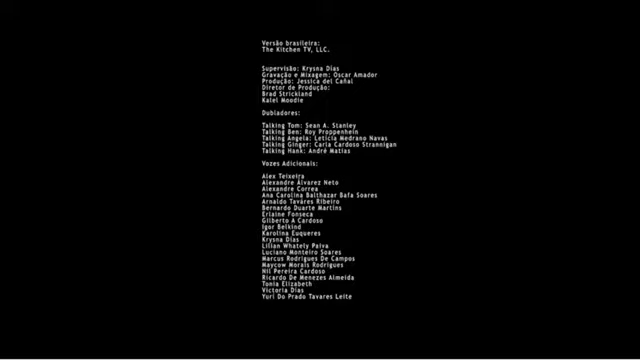 Versão brasileira:
The Kitchen TV, LLC.
Supervisão: Krysna Dias
Gravação e Mixagem: Oscar Amador
Produção: Jessica del Cañal
Diretor de Produção:
Brad Strickland
Kalel Moodie
Dubladores:
Talking Tom: Sean A. Stanley
Talking Ben: Roy Proppenhein
Talking Angela: Letícia Medrano Navas
Talking Ginger: Carla Cardoso Strannigan
Talking Hank: André Matias
Vozes Adicionais:
Alex Teixeira
Alexandre Álvarez Neto
Alexandre Correa
Ana Carolina Balthazar Bafa Soares
Arnaldo Taváres Ribeiro
Bernardo Duarte Martins
Erlaine Fonseca
Gilberto A Cardoso
Igor Belkind
Karolina Euqueres
Krysna Dias
Lilian Whately Paiva
Luciano Monteiro Soares
Marcus Rodrigues De Campos
Maycow Morais Rodrigues
Nil Pereira Cardoso
Ricardo De Menezes Almeida
Tonia Elizabeth
Victoria Dias
Yuri Do Prado Tavares Leite